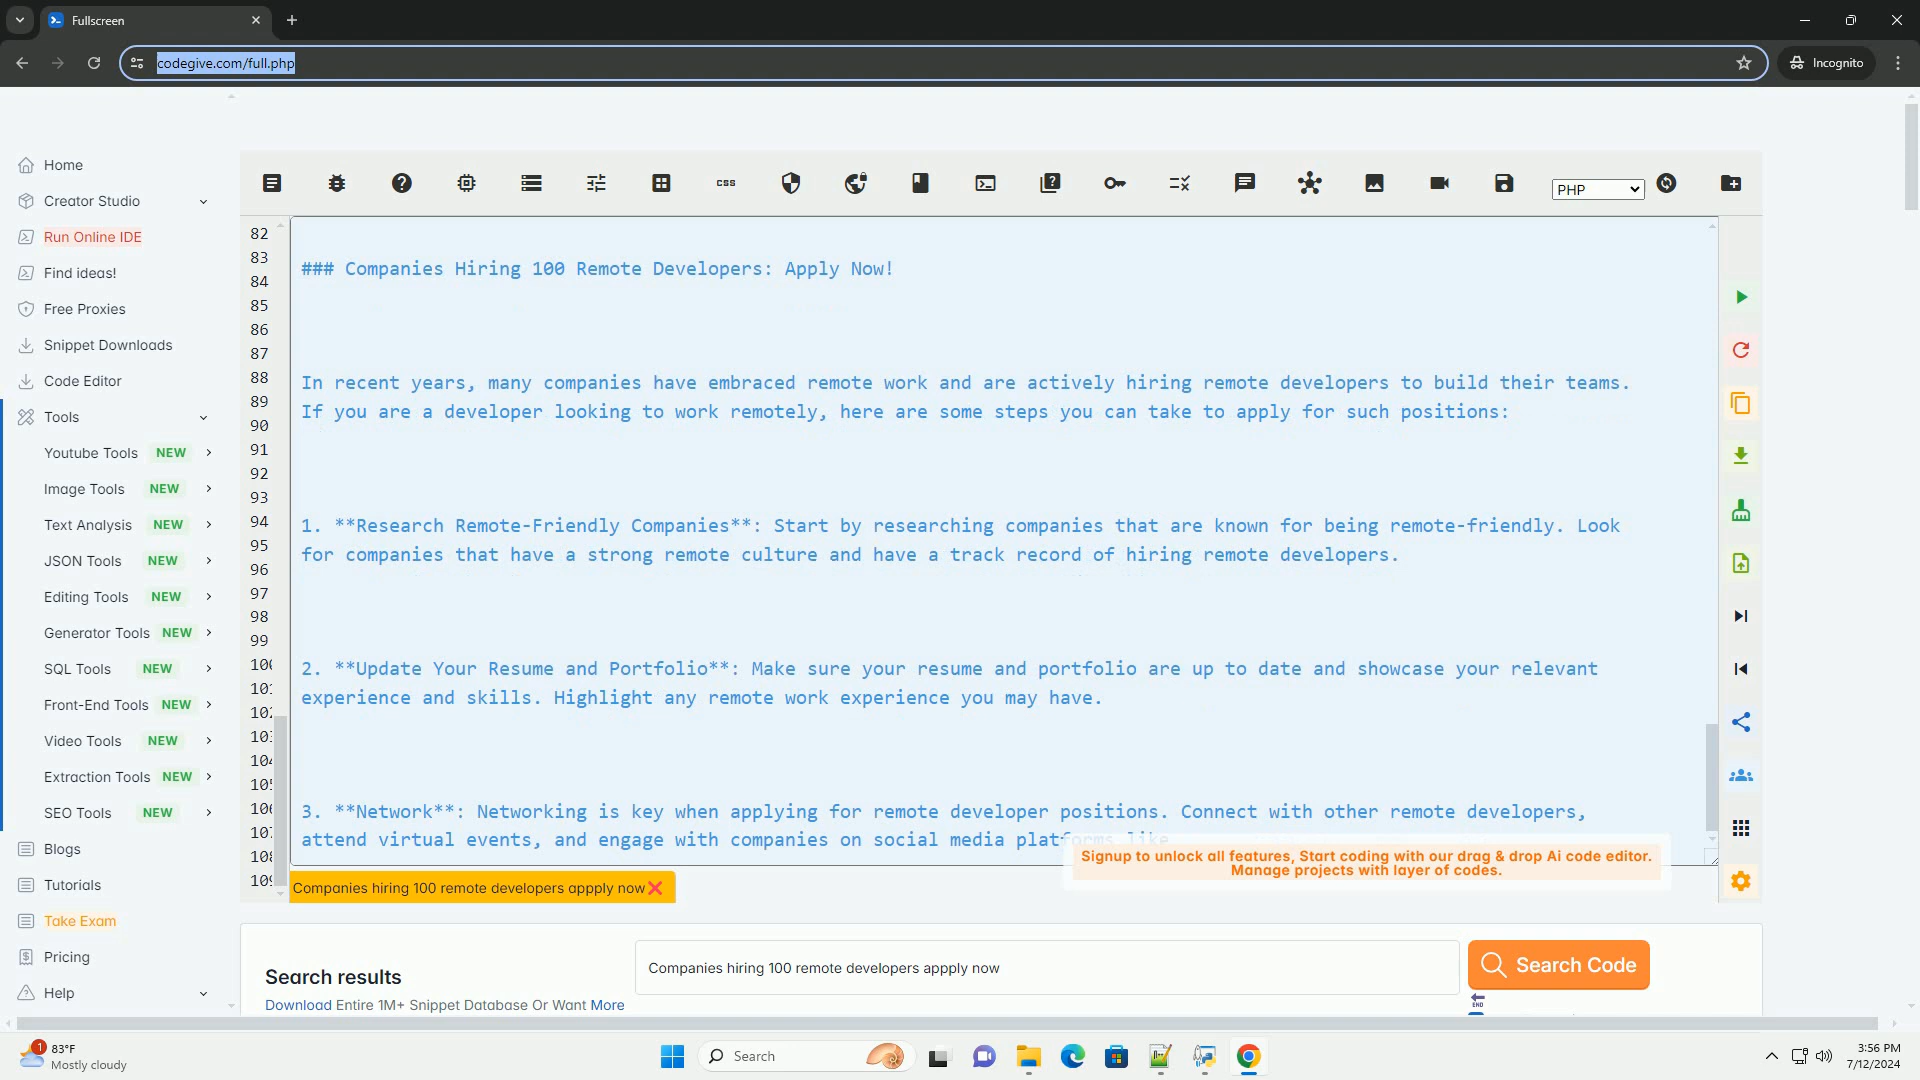 Fullscreen
codegive.com/full.php
Incognito
Home
Creator Studio
Run Online IDE
Find ideas!
Free Proxies
Snippet Downloads
Code Editor
Tools
Youtube Tools NEW
Image Tools NEW
Text Analysis NEW
JSON Tools NEW
Editing Tools NEW
Generator Tools NEW
SQL Tools NEW
Front-End Tools NEW
Video Tools NEW
Extraction Tools NEW
SEO Tools NEW
Blogs
Tutorials
Take Exam
Pricing
Help
css
PHP
82
83
84
85
86
87
88
89
90
91
92
93
94
95
96
97
98
99
### Companies Hiring 100 Remote Developers: Apply Now!
In recent years, many companies have embraced remote work and are actively hiring remote developers to build their teams.
If you are a developer looking to work remotely, here are some steps you can take to apply for such positions:
1. **Research Remote-Friendly Companies**: Start by researching companies that are known for being remote-friendly. Look
for companies that have a strong remote culture and have a track record of hiring remote developers.
2. **Update Your Resume and Portfolio**: Make sure your resume and portfolio are up to date and showcase your relevant
experience and skills. Highlight any remote work experience you may have.
3. **Network**: Networking is key when applying for remote developer positions. Connect with other remote developers,
attend virtual events, and engage with companies on social media platforms like
Signup to unlock all features, Start coding with our drag & drop Ai code editor.
Manage projects with layer of codes.
Companies hiring 100 remote developers appply now
Search results
Download Entire 1M+ Snippet Database Or Want More
Companies hiring 100 remote developers appply now
Search Code
END
1
83°F
Mostly cloudy
Search
3:56 PM
7/12/2024